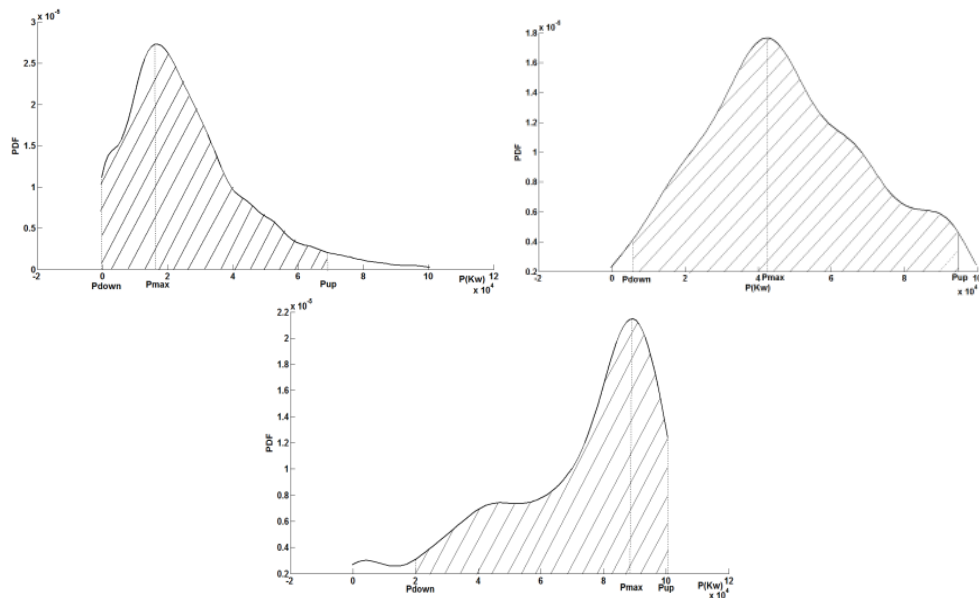 x 10⁻⁵
3
2.5
2
1.5
1
0.5
0
PDF
-2 0 2 4 6 8 10 12
Pdown Pmax Pup P(Kw)
x 10⁴
x 10⁻⁵
1.8
1.6
1.4
1.2
1
0.8
0.6
0.4
0.2
PDF
-2 0 2 4 6 8
Pdown Pmax Pup
P(Kw)
x 10⁴
x 10⁻⁵
2.2
2
1.8
1.6
1.4
1.2
1
0.8
0.6
0.4
0.2
PDF
-2 0 2 4 6 8 10 12
Pdown P(Kw) Pmax Pup
x 10⁴